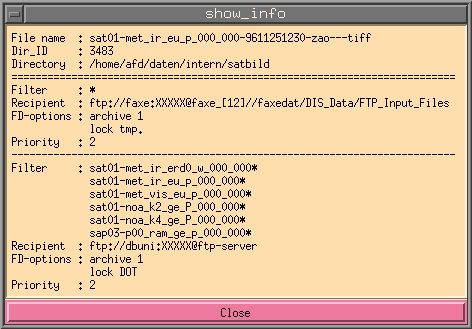 show_info
File name  : sat01-met_ir_eu_p_000_000-9611251230-zao---tiff
Dir_ID     : 3483
Directory  : /home/afd/daten/intern/satbild
================================================================
Filter     : *
Recipient  : ftp://faxe:XXXXX@faxe_[12]//faxedat/DIS_Data/FTP_Input_Files
FD-options : archive 1
             lock tmp.
Priority   : 2
----------------------------------------------------------------
Filter     : sat01-met_ir_erd0_w_000_000*
             sat01-met_ir_eu_p_000_000*
             sat01-met_vis_eu_p_000_000*
             sat01-noa_k2_ge_P_000_000*
             sat01-noa_k4_ge_P_000_000*
             sap03-p00_ram_ge_p_000_000*
Recipient  : ftp://dbuni:XXXXX@ftp-server
FD-options : archive 1
             lock DOT
Priority   : 2
Close